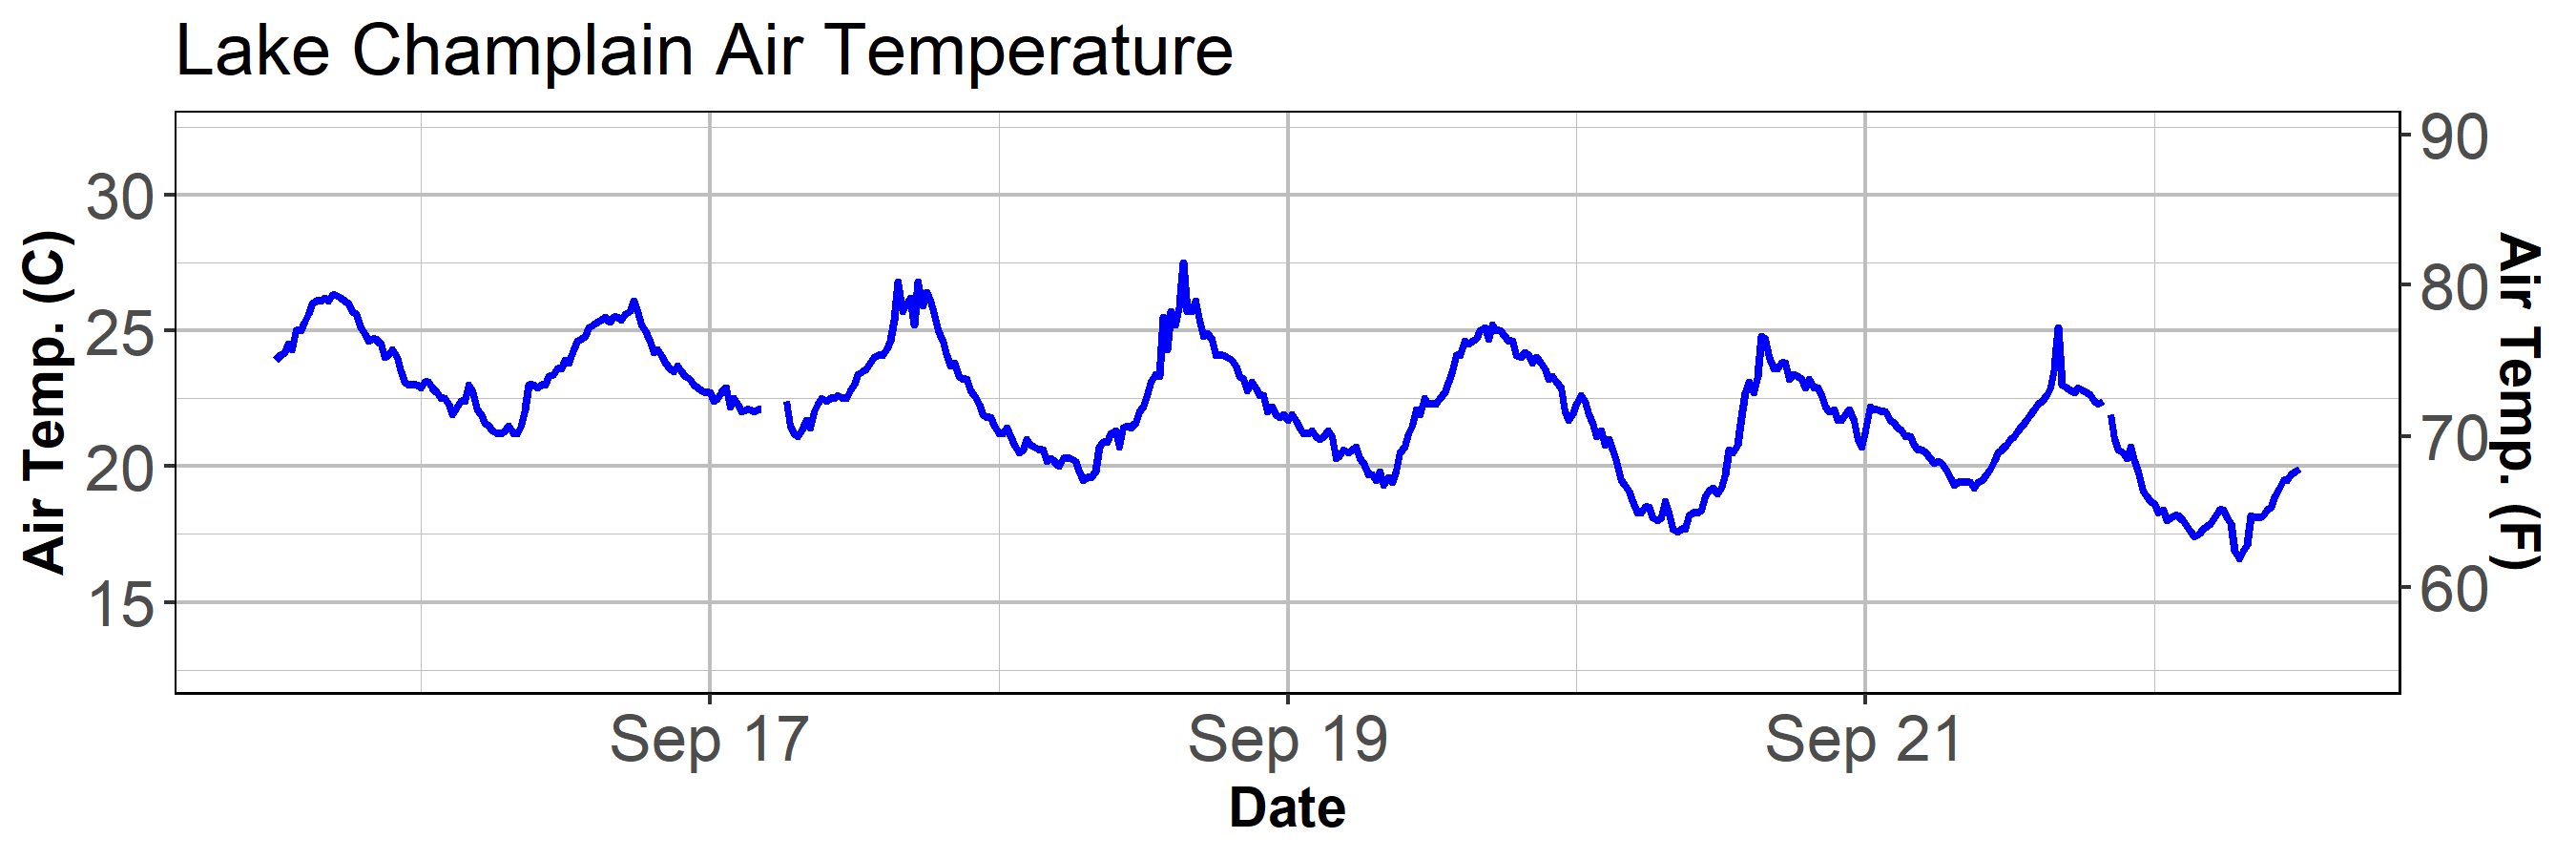 Lake Champlain Air Temperature
Air Temp. (C)
30
25
20
15
90
80
70
60
Air Temp. (F)
Sep 17 Sep 19 Sep 21
Date